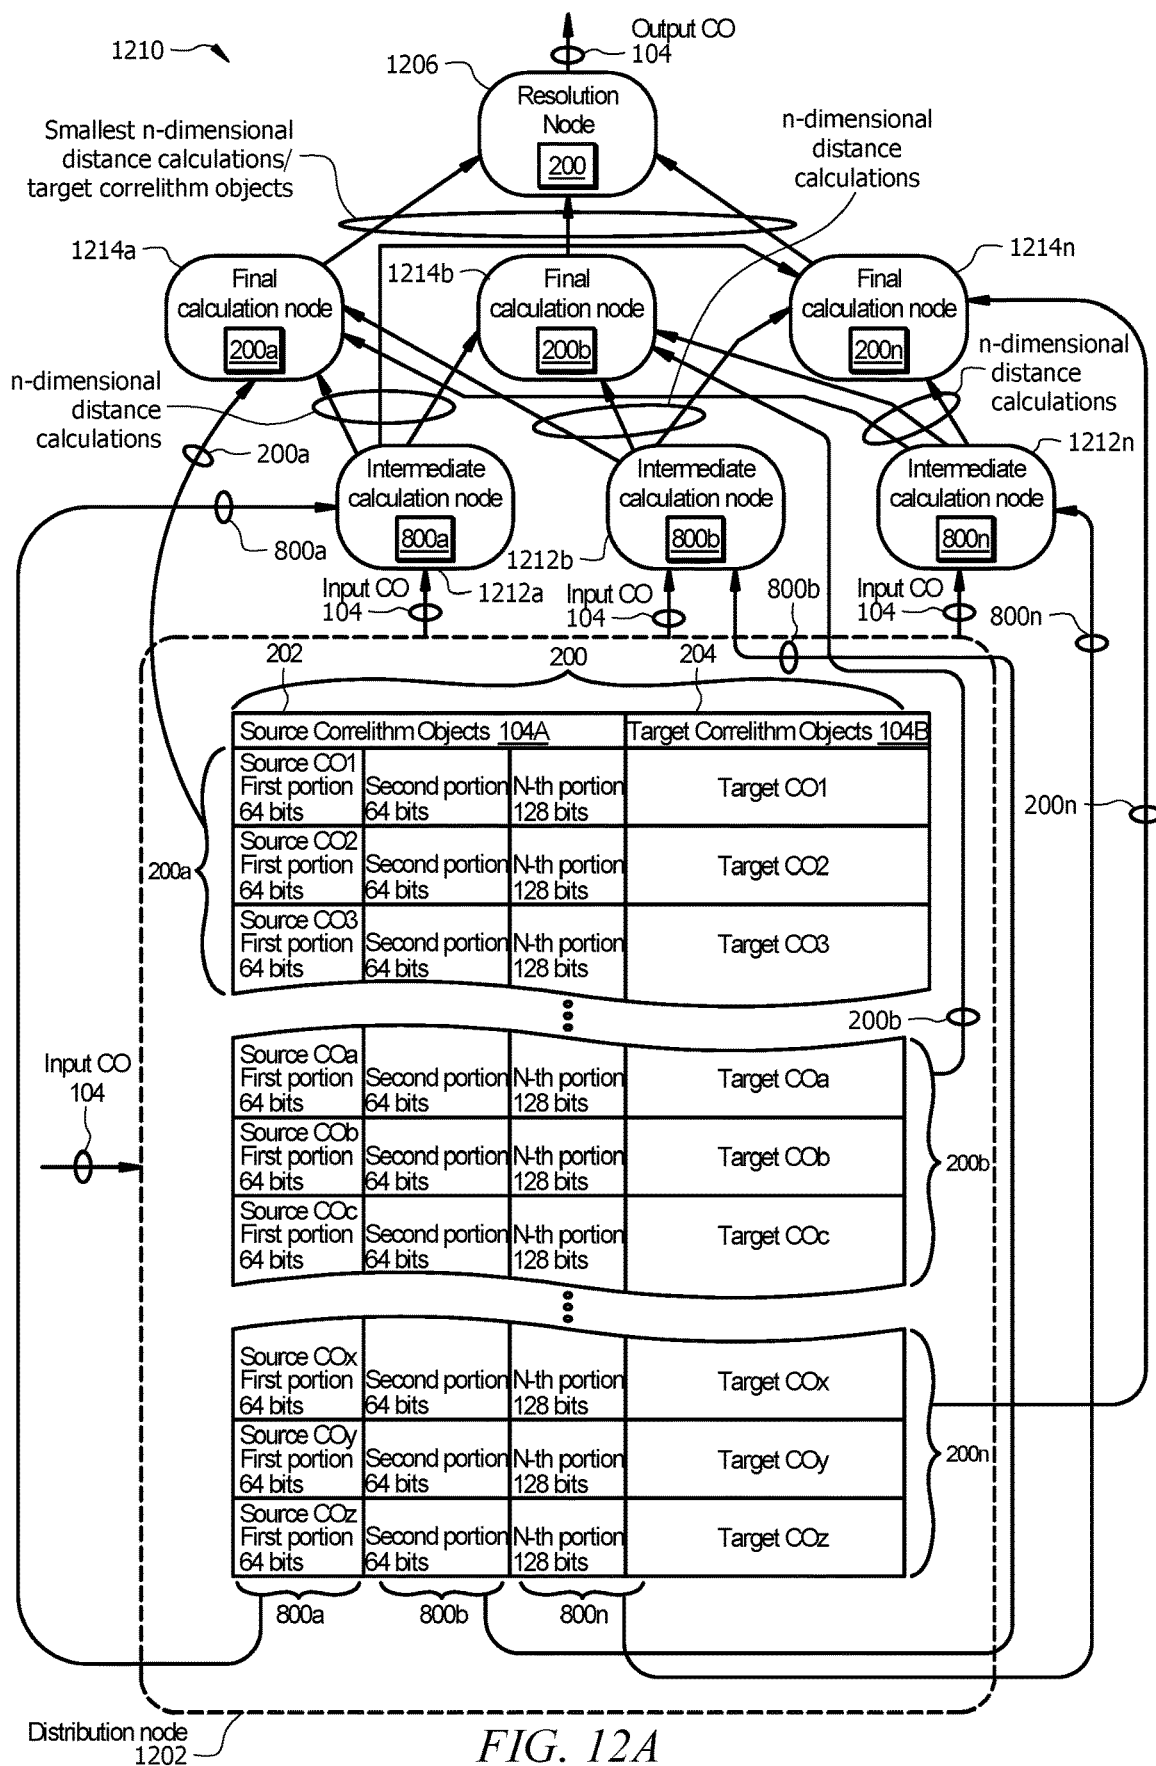 Output CO
104
1210
1206
Resolution
Node
200
Smallest n-dimensional
distance calculations/
target correlithm objects
n-dimensional
distance
calculations
1214a
Final
calculation node
200a
1214b
Final
calculation node
200b
1214n
Final
calculation node
200n
n-dimensional
distance
calculations
n-dimensional
distance
calculations
200a
800a
Intermediate
calculation node
800a
1212a
Intermediate
calculation node
800b
1212b
Intermediate
calculation node
800n
1212n
Input CO
104
Input CO
104
800b
Input CO
104
800n
202
200
204
Source Correlithm Objects 104A
Target Correlithm Objects 104B
Source CO1
First portion
64 bits
Second portion
64 bits
N-th portion
128 bits
Target CO1
Source CO2
First portion
64 bits
Second portion
64 bits
N-th portion
128 bits
Target CO2
Source CO3
First portion
64 bits
Second portion
64 bits
N-th portion
128 bits
Target CO3
200a
200n
200b
Input CO
104
Source COa
First portion
64 bits
Second portion
64 bits
N-th portion
128 bits
Target COa
Source COb
First portion
64 bits
Second portion
64 bits
N-th portion
128 bits
Target COb
Source COc
First portion
64 bits
Second portion
64 bits
N-th portion
128 bits
Target COc
200b
Source COx
First portion
64 bits
Second portion
64 bits
N-th portion
128 bits
Target COx
Source COy
First portion
64 bits
Second portion
64 bits
N-th portion
128 bits
Target COy
Source COz
First portion
64 bits
Second portion
64 bits
N-th portion
128 bits
Target COz
200n
800a
800b
800n
Distribution node
1202
FIG. 12A